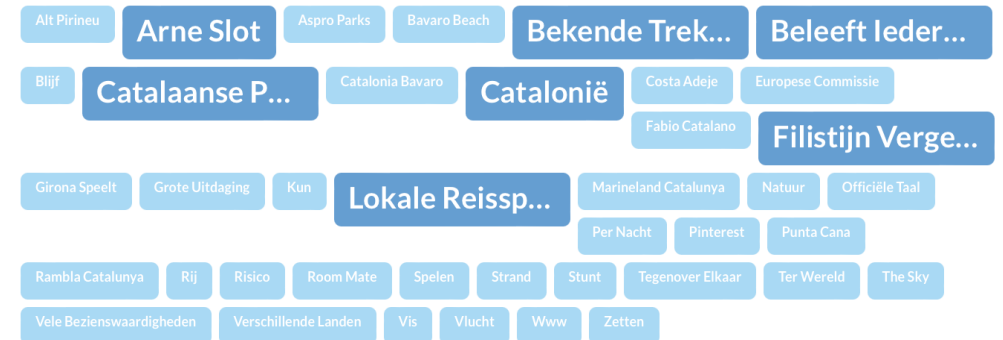 Alt Pirineu Arne Slot Aspro Parks Bavaro Beach Bekende Trek... Beleeft Ieder...
Blijf Catalaanse P... Catalonia Bavaro Catalonië Costa Adeje Europese Commissie
Fabio Catalano Filistijn Verge...
Girona Speelt Grote Uitdaging Kun Lokale Reissp... Marineland Catalunya Natuur Officiële Taal
Per Nacht Pinterest Punta Cana
Rambla Catalunya Rij Risico Room Mate Spelen Strand Stunt Tegenover Elkaar Ter Wereld The Sky
Vele Bezienswaardigheden Verschillende Landen Vis Vlucht Www Zetten